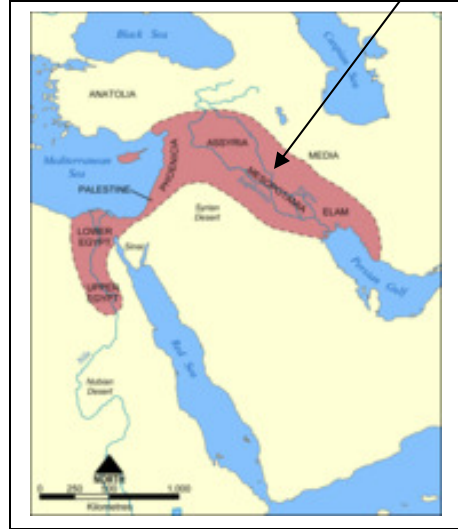 Black Sea
Caspian
Sea
ANATOLIA
ASSYRIA
MEDIA
Mediterranean
Sea
PHOENICIA
MESOPOTAMIA
PALESTINE
ELAM
Syrian
Desert
LOWER
EGYPT
Sinai
Persian Gulf
UPPER
EGYPT
Red Sea
Nile
Nubian
Desert
NORTH
0 250 500 1,000
Kilometres